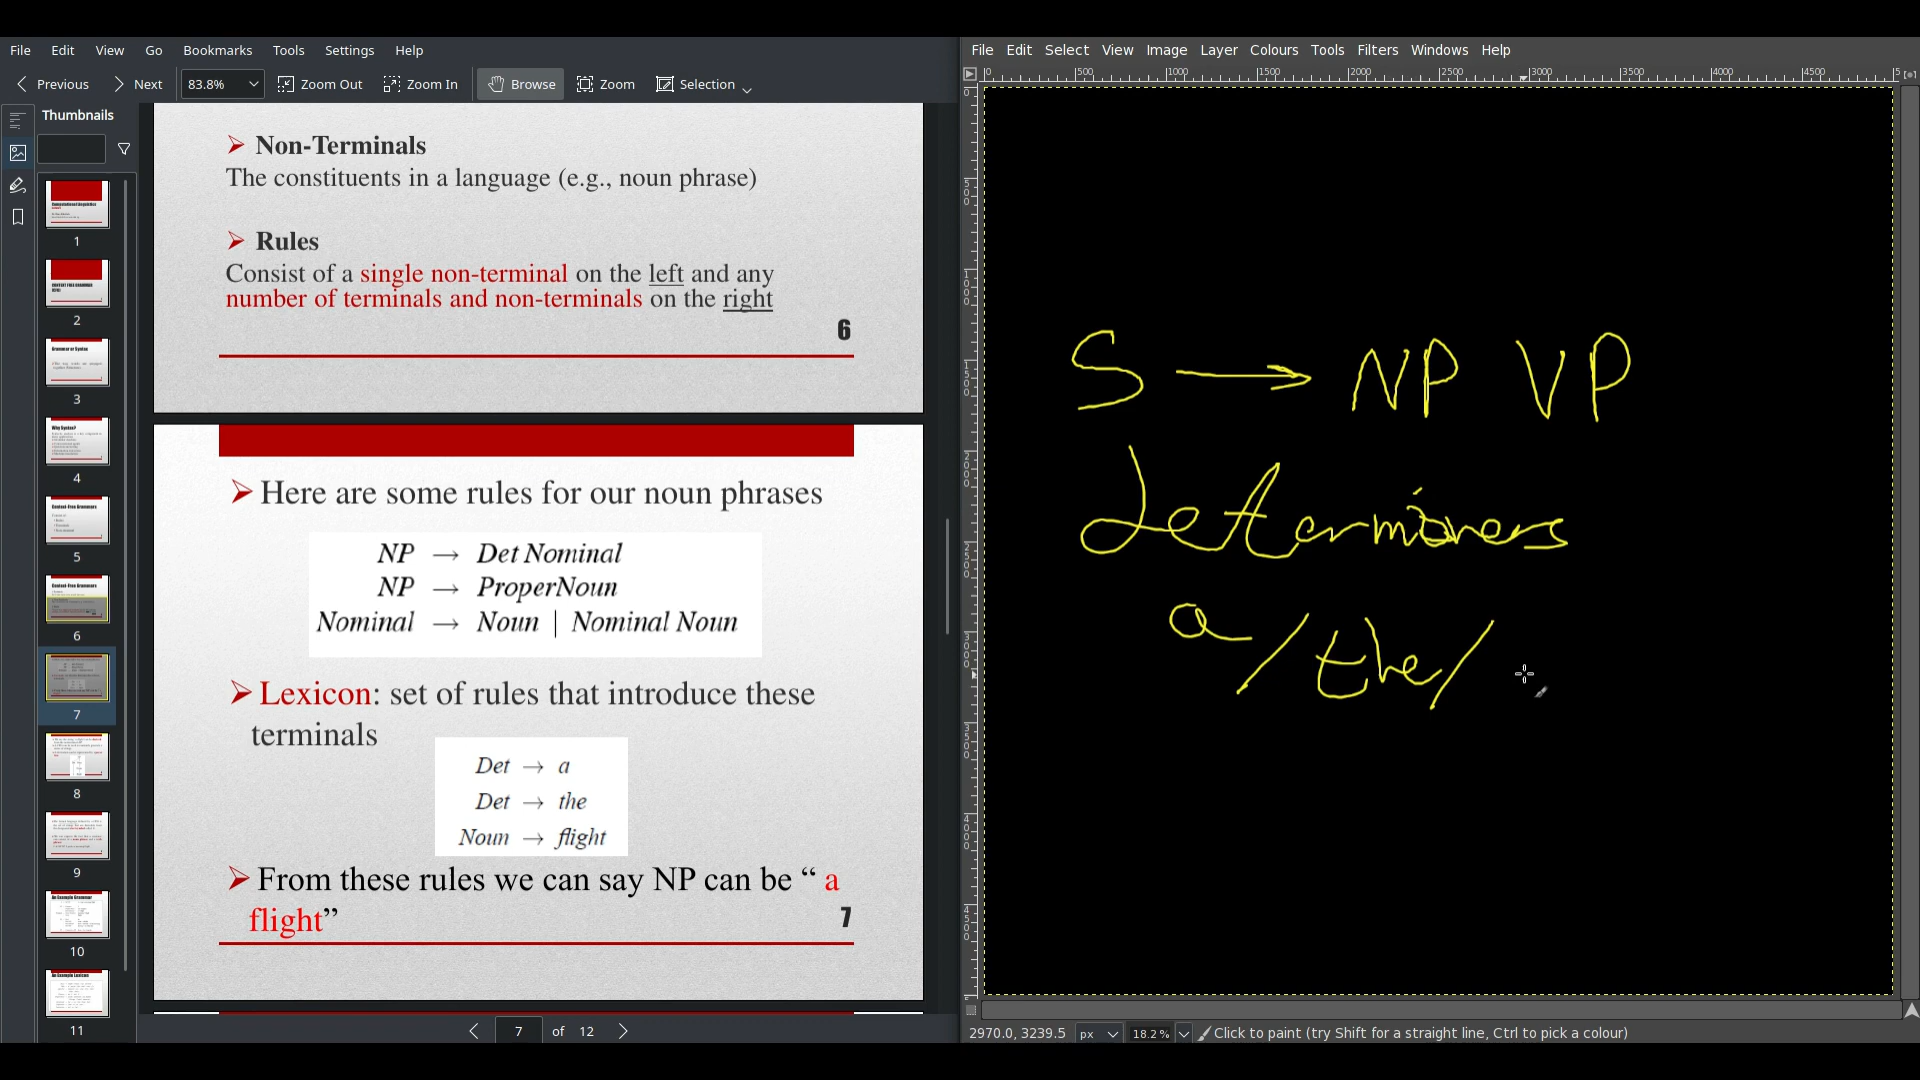 File Edit View Go Bookmarks Tools Settings Help
Previous Next 83.8% Zoom Out Zoom In Browse Zoom Selection
Thumbnails
1
2
3
4
5
6
7
8
9
10
11
Non-Terminals
The constituents in a language (e.g., noun phrase)
Rules
Consist of a single non-terminal on the left and any
number of terminals and non-terminals on the right
6
Here are some rules for our noun phrases
NP → Det Nominal
NP → ProperNoun
Nominal → Noun | Nominal Noun
Lexicon: set of rules that introduce these
terminals
Det → a
Det → the
Noun → flight
From these rules we can say NP can be “ a
flight”
7
7 of 12
File Edit Select View Image Layer Colours Tools Filters Windows Help
0 500 1000 1500 2000 2500 3000 3500 4000 4500 5
S → NP VP
determiners
a/the/
2970.0, 3239.5 px 18.2 % Click to paint (try Shift for a straight line, Ctrl to pick a colour)